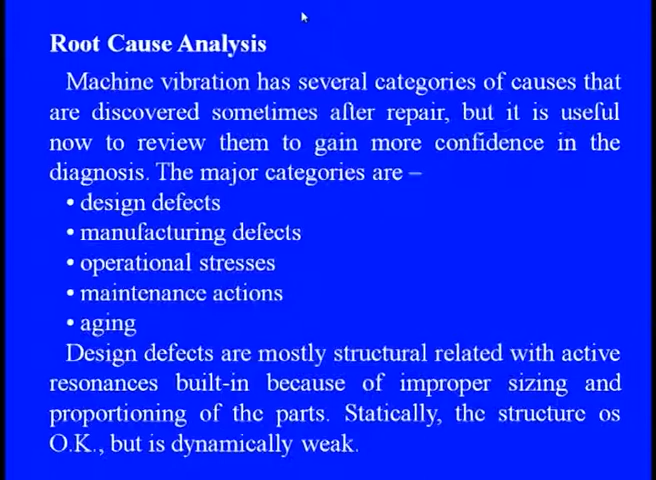 Root Cause Analysis
Machine vibration has several categories of causes that
are discovered sometimes after repair, but it is useful
now to review them to gain more confidence in the
diagnosis. The major categories are –
• design defects
• manufacturing defects
• operational stresses
• maintenance actions
• aging
Design defects are mostly structural related with active
resonances built-in because of improper sizing and
proportioning of the parts. Statically, the structure os
O.K., but is dynamically weak.